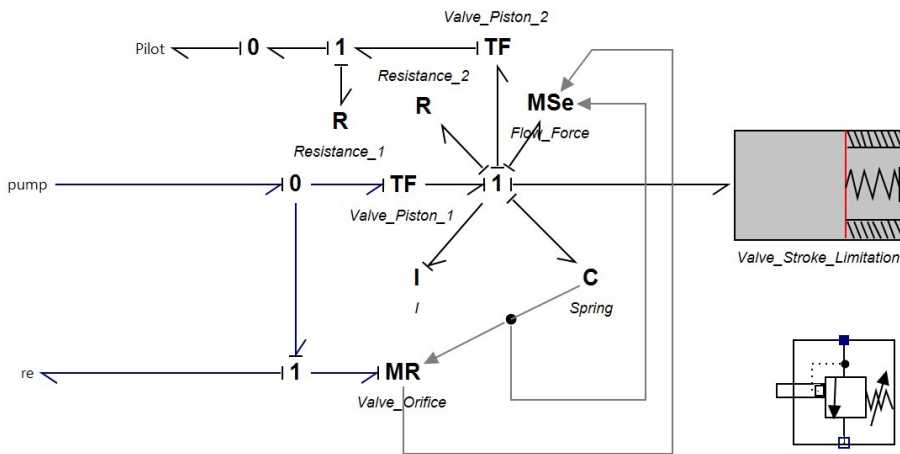 Valve_Piston_2
Pilot 0 1 TF
Resistance_2
R MSe
R Flow_Force
Resistance_1
pump 0 TF 1
Valve_Piston_1
Valve_Stroke_Limitation
I C
I Spring
re 1 MR
Valve_Orifice